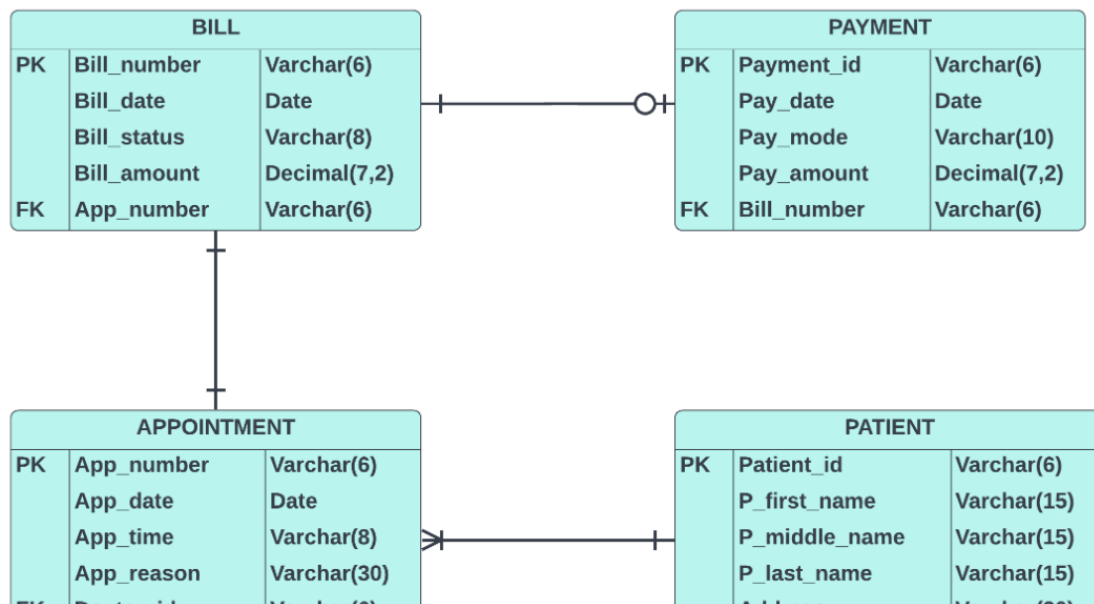 BILL
PK Bill_number Varchar(6)
Bill_date Date
Bill_status Varchar(8)
Bill_amount Decimal(7,2)
FK App_number Varchar(6)
PAYMENT
PK Payment_id Varchar(6)
Pay_date Date
Pay_mode Varchar(10)
Pay_amount Decimal(7,2)
FK Bill_number Varchar(6)
APPOINTMENT
PK App_number Varchar(6)
App_date Date
App_time Varchar(8)
App_reason Varchar(30)
PATIENT
PK Patient_id Varchar(6)
P_first_name Varchar(15)
P_middle_name Varchar(15)
P_last_name Varchar(15)